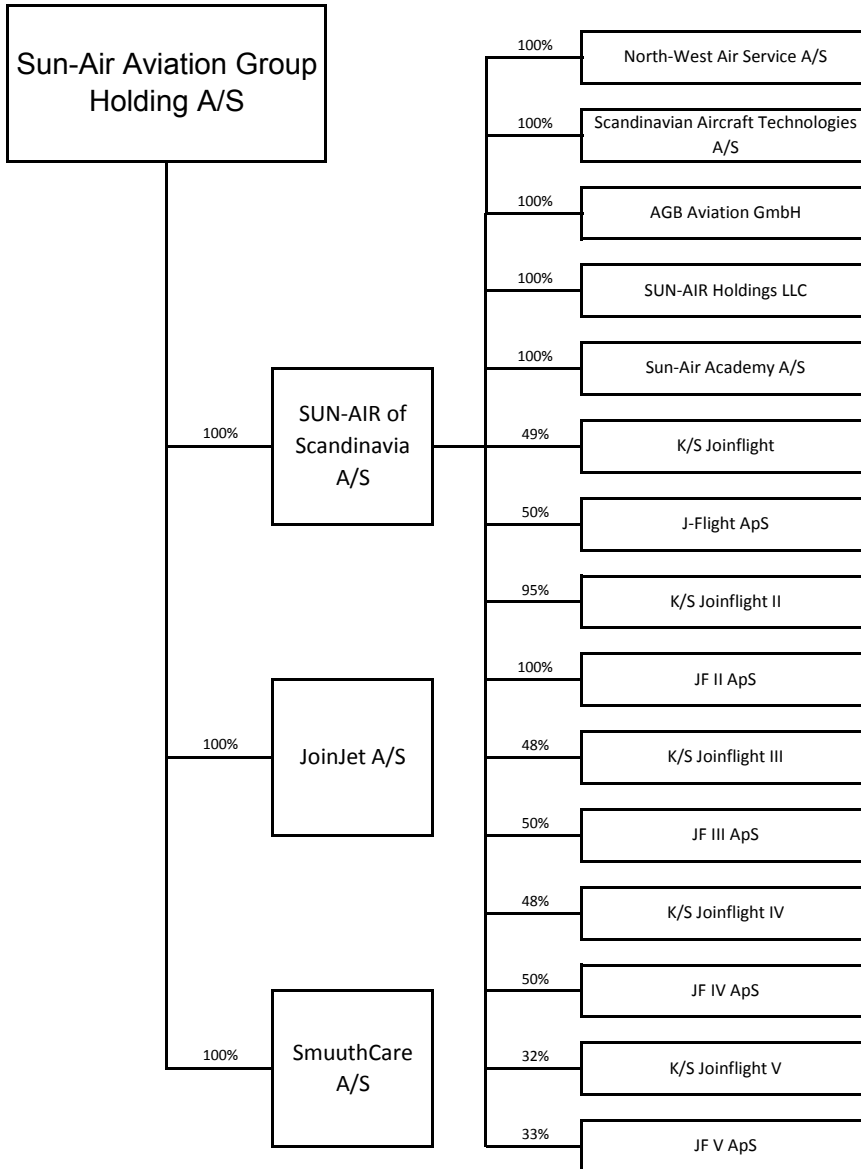 Sun-Air Aviation Group
Holding A/S
100%
North-West Air Service A/S
100%
Scandinavian Aircraft Technologies
A/S
100%
AGB Aviation GmbH
100%
SUN-AIR Holdings LLC
100%
Sun-Air Academy A/S
100%
SUN-AIR of
Scandinavia
A/S
49%
K/S Joinflight
50%
J-Flight ApS
95%
K/S Joinflight II
100%
JF II ApS
100%
JoinJet A/S
48%
K/S Joinflight III
50%
JF III ApS
48%
K/S Joinflight IV
50%
JF IV ApS
100%
SmuuthCare
A/S
32%
K/S Joinflight V
33%
JF V ApS